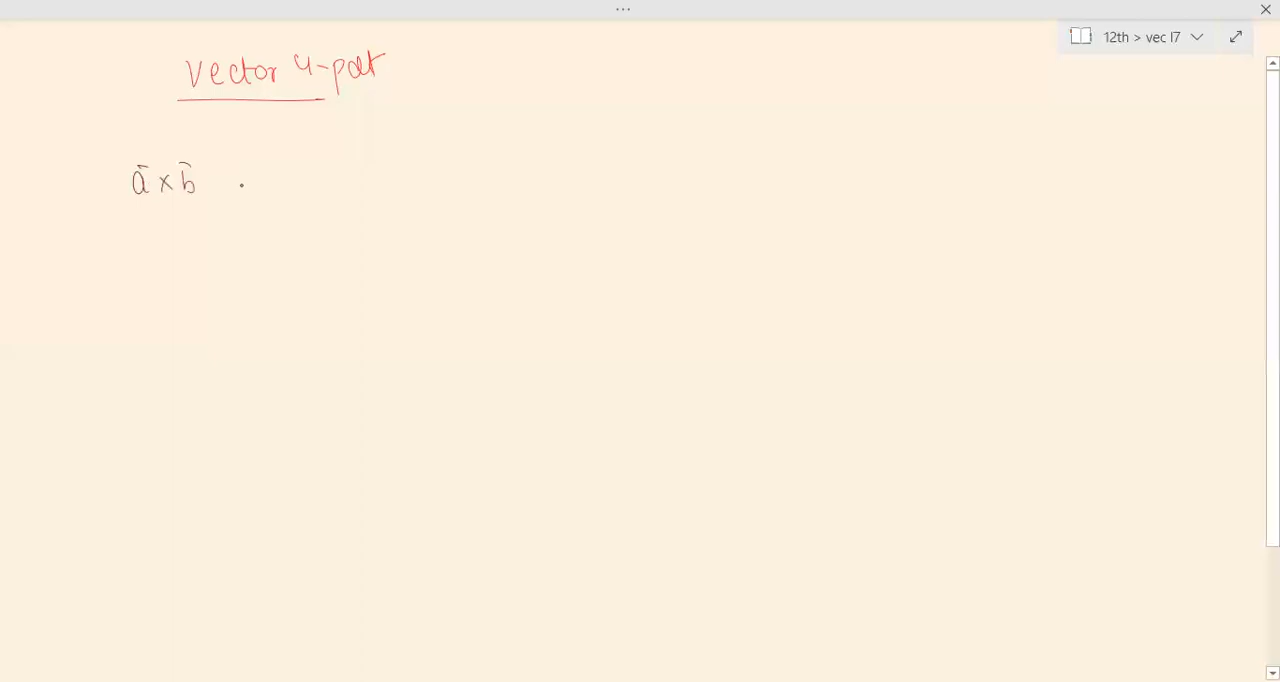 ...
12th > vec l7
Vector 4-pdt
ā × b̄ .